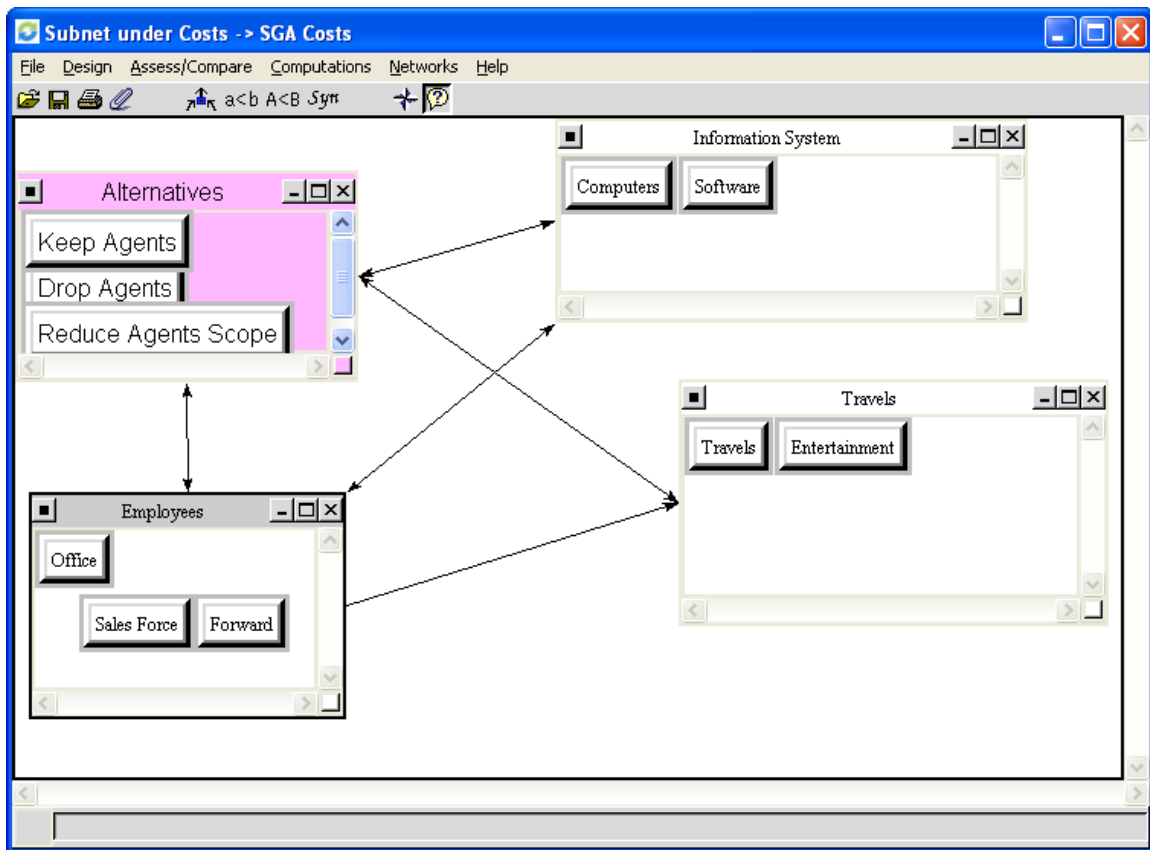 Subnet under Costs -> SGA Costs
File Design Assess/Compare Computations Networks Help
a<b A<B Syn
Information System
Computers Software
Alternatives
Keep Agents
Drop Agents
Reduce Agents Scope
Travels
Travels Entertainment
Employees
Office
Sales Force Forward